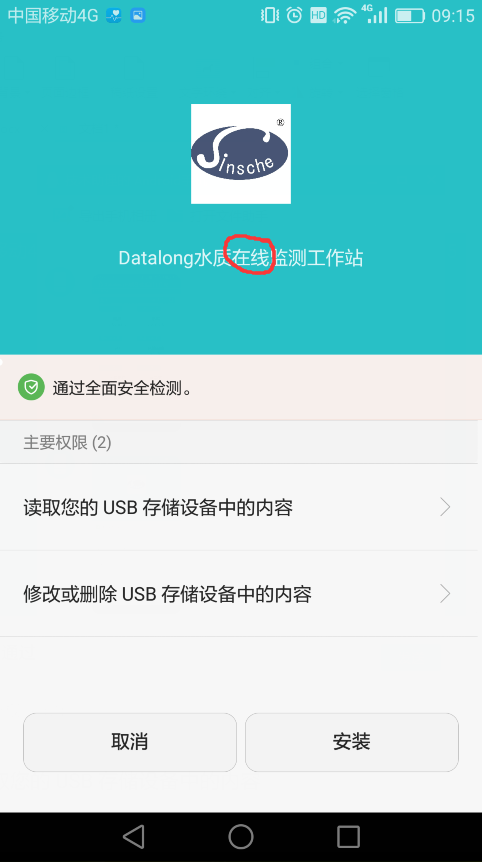 中国移动4G HD 4G 09:15
Sinsche ®
Datalong水质在线监测工作站
通过全面安全检测。
主要权限 (2)
读取您的 USB 存储设备中的内容
修改或删除 USB 存储设备中的内容
取消 安装